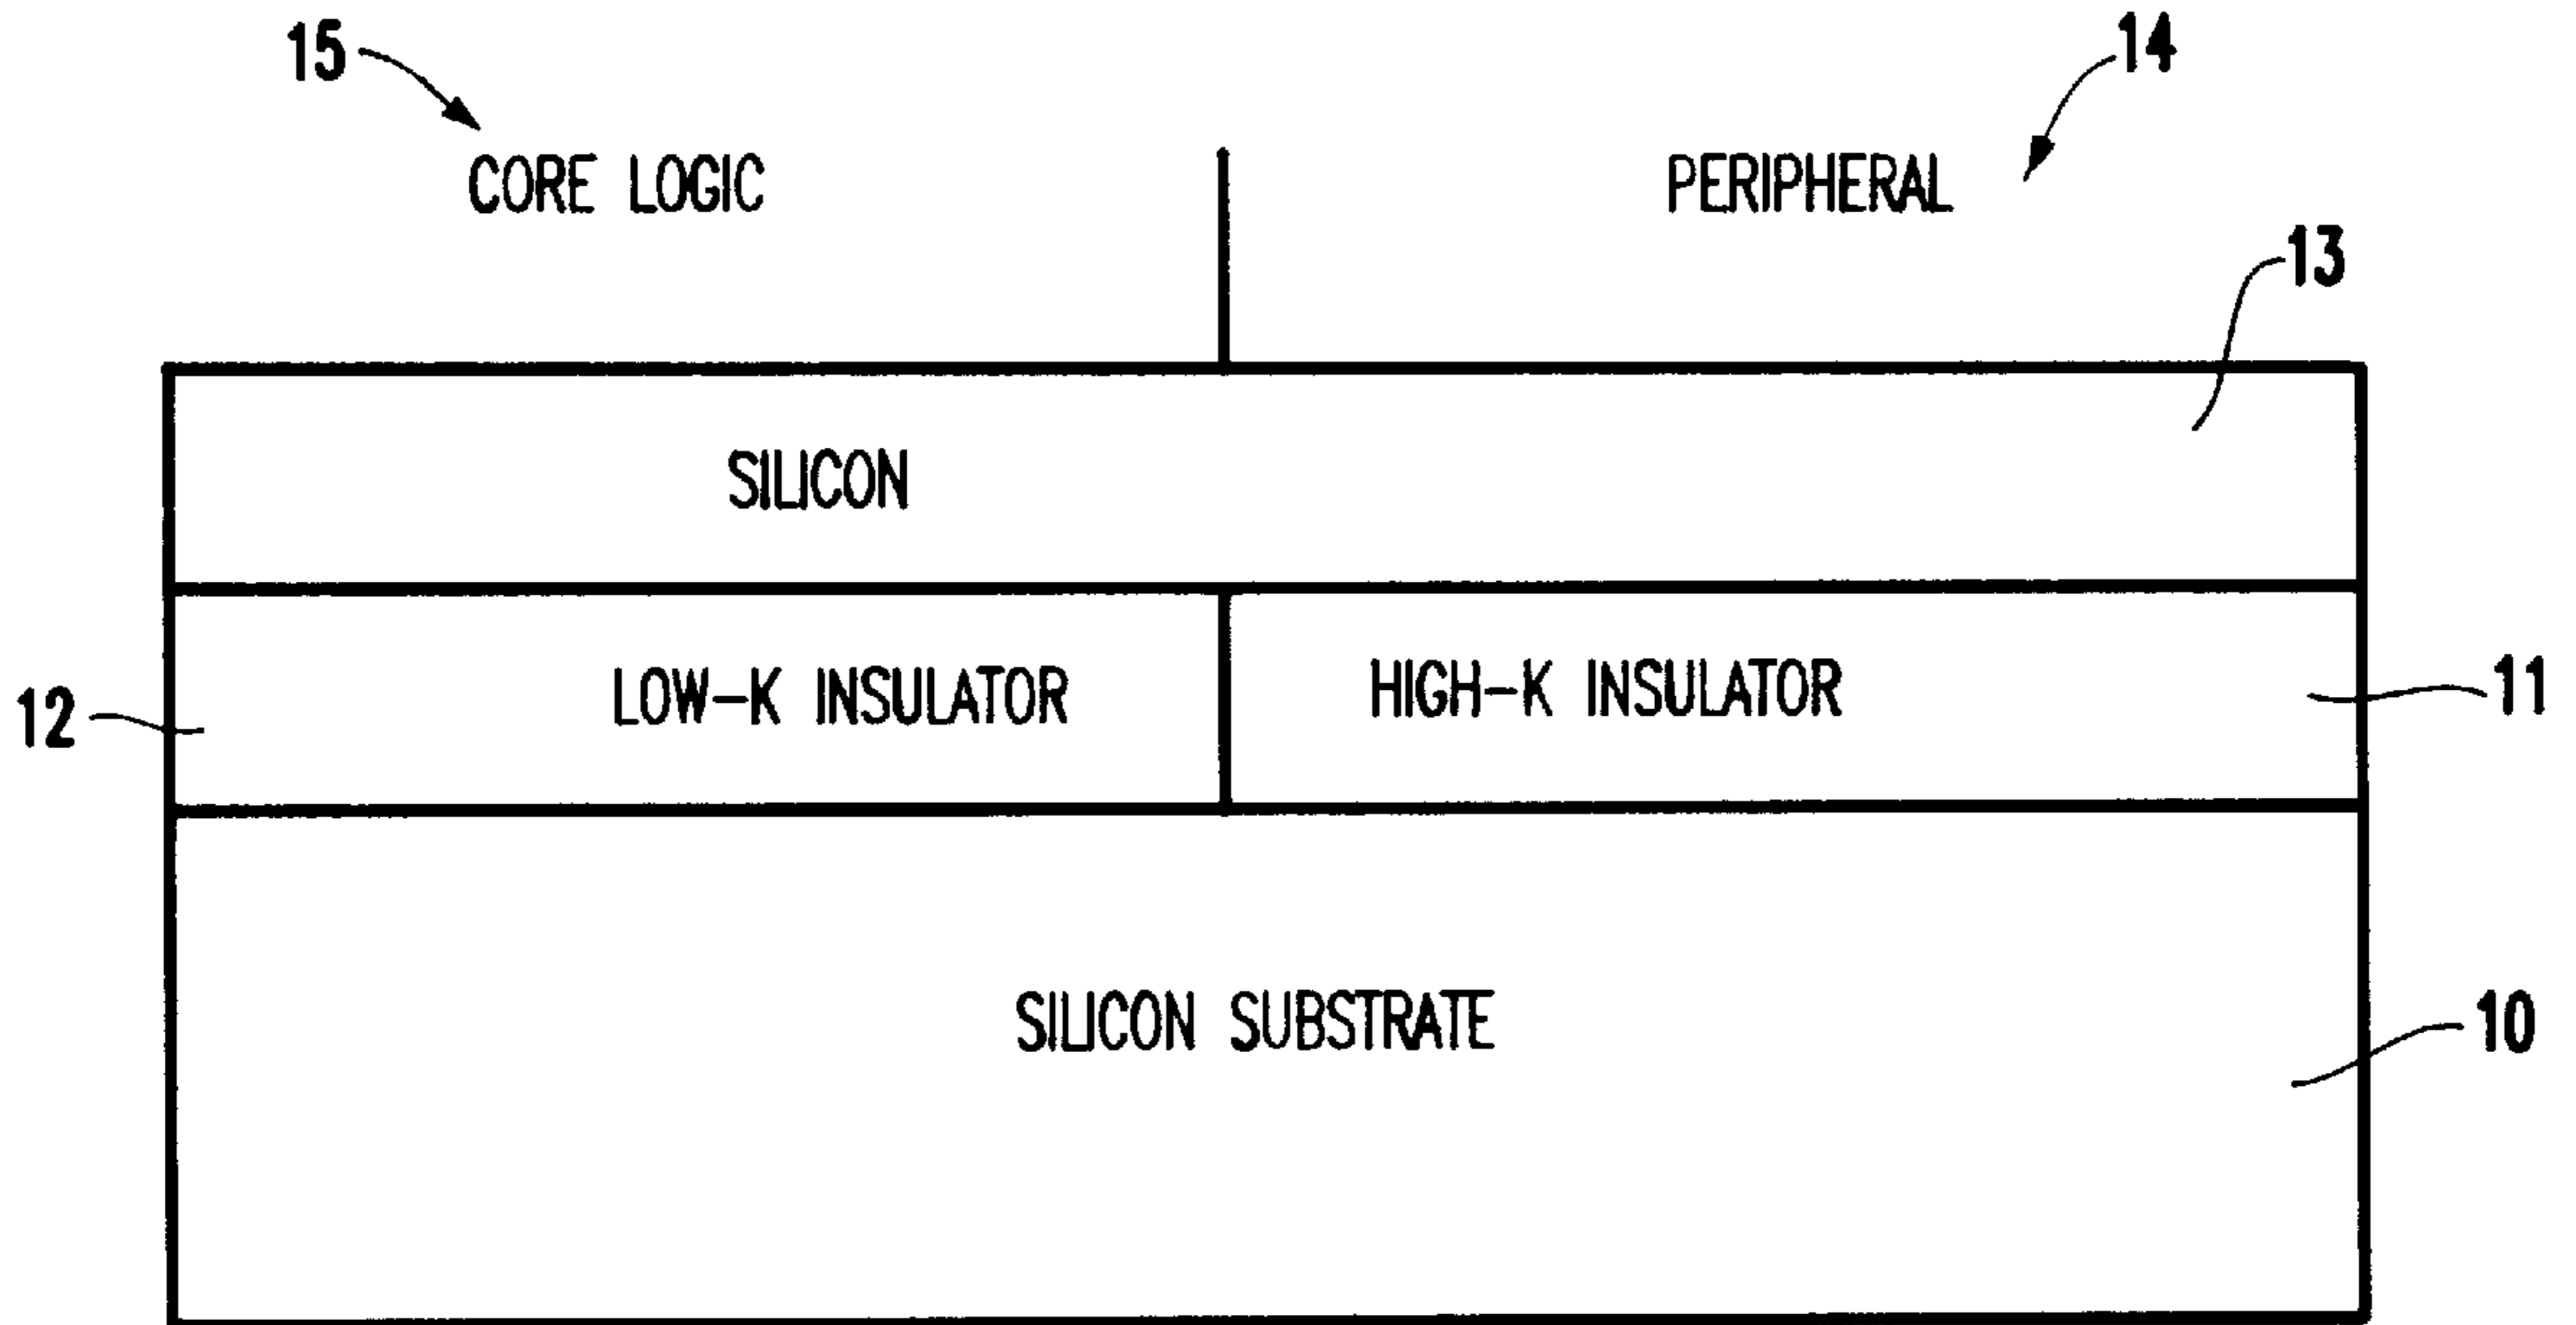 15
14
CORE LOGIC
PERIPHERAL
13
SILICON
12
LOW-K INSULATOR
HIGH-K INSULATOR
11
SILICON SUBSTRATE
10